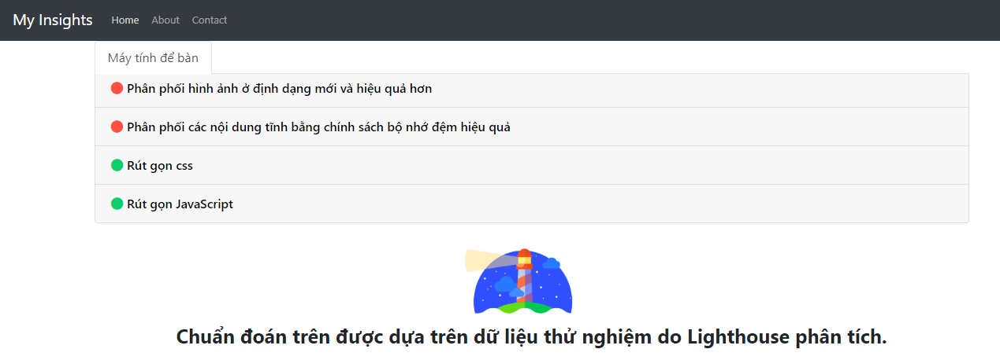 My Insights Home About Contact
Máy tính để bàn
Phân phối hình ảnh ở định dạng mới và hiệu quả hơn
Phân phối các nội dung tĩnh bằng chính sách bộ nhớ đệm hiệu quả
Rút gọn css
Rút gọn JavaScript
Chuẩn đoán trên được dựa trên dữ liệu thử nghiệm do Lighthouse phân tích.